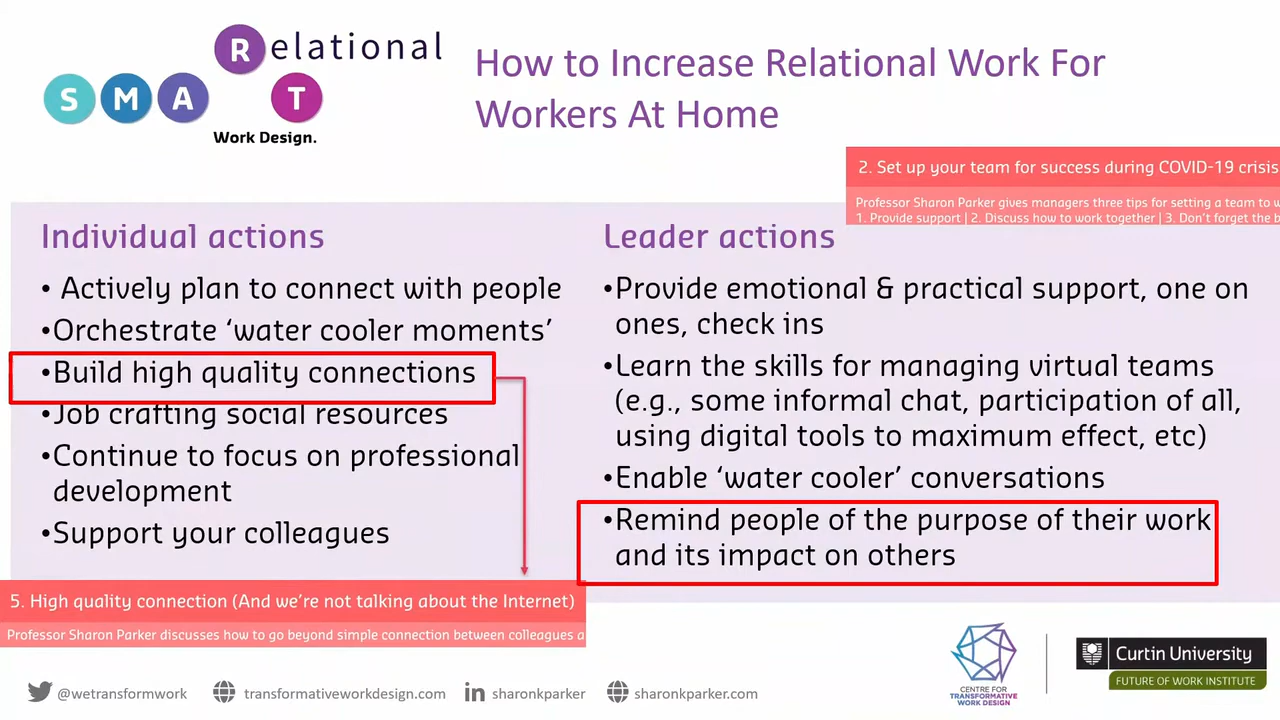 Relational
SMART
Work Design.
How to Increase Relational Work For
Workers At Home
2. Set up your team for success during COVID-19 crisis
Professor Sharon Parker gives managers three tips for setting a team to w
1. Provide support | 2. Discuss how to work together | 3. Don't forget the b
Individual actions
• Actively plan to connect with people
•Orchestrate ‘water cooler moments’
•Build high quality connections
•Job crafting social resources
•Continue to focus on professional
development
•Support your colleagues
Leader actions
•Provide emotional & practical support, one on
ones, check ins
•Learn the skills for managing virtual teams
(e.g., some informal chat, participation of all,
using digital tools to maximum effect, etc)
•Enable ‘water cooler’ conversations
•Remind people of the purpose of their work
and its impact on others
5. High quality connection (And we're not talking about the Internet)
Professor Sharon Parker discusses how to go beyond simple connection between colleagues a
@wetransformwork
transformativeworkdesign.com
in sharonkparker
sharonkparker.com
CENTRE FOR
TRANSFORMATIVE
WORK DESIGN
Curtin University
FUTURE OF WORK INSTITUTE